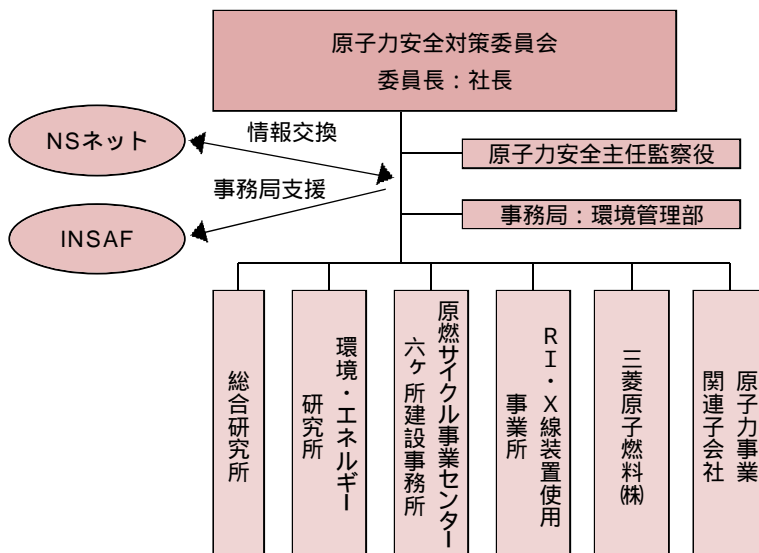 原子力安全対策委員会
委員長：社長
NSネット
情報交換
原子力安全主任監察役
事務局支援
事務局：環境管理部
INSAF
総合研究所
環境・エネルギー
研究所
原燃サイクル事業センター
六ヶ所建設事務所
RI・X線装置使用
事業所
三菱原子燃料㈱
原子力事業
関連子会社